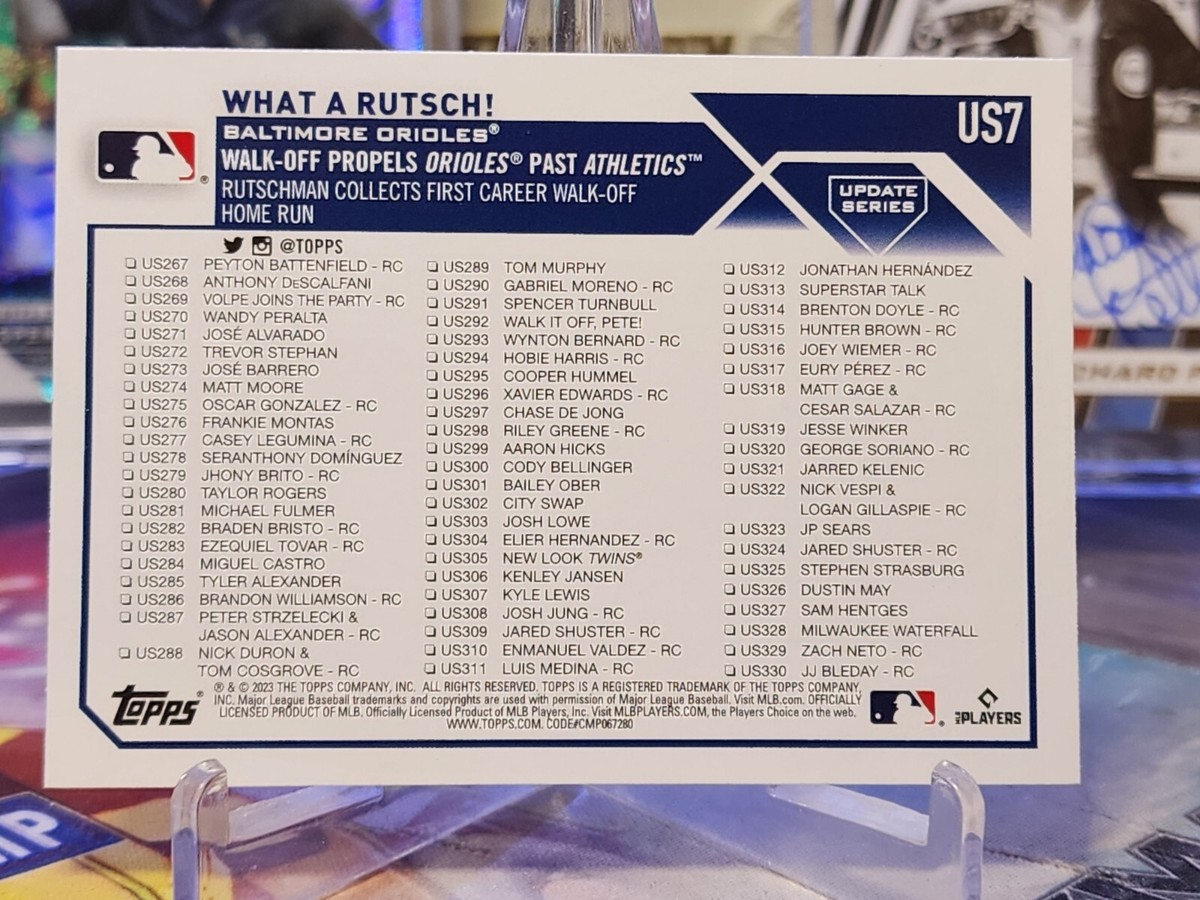 WHAT A RUTSCH!
US7
BALTIMORE ORIOLES®
WALK-OFF PROPELS ORIOLES® PAST ATHLETICS™
RUTSCHMAN COLLECTS FIRST CAREER WALK-OFF
HOME RUN
UPDATE
SERIES
@TOPPS
❏ US267 PEYTON BATTENFIELD - RC
❏ US268 ANTHONY DeSCALFANI
❏ US269 VOLPE JOINS THE PARTY - RC
❏ US270 WANDY PERALTA
❏ US271 JOSÉ ALVARADO
❏ US272 TREVOR STEPHAN
❏ US273 JOSÉ BARRERO
❏ US274 MATT MOORE
❏ US275 OSCAR GONZALEZ - RC
❏ US276 FRANKIE MONTAS
❏ US277 CASEY LEGUMINA - RC
❏ US278 SERANTHONY DOMÍNGUEZ
❏ US279 JHONY BRITO - RC
❏ US280 TAYLOR ROGERS
❏ US281 MICHAEL FULMER
❏ US282 BRADEN BRISTO - RC
❏ US283 EZEQUIEL TOVAR - RC
❏ US284 MIGUEL CASTRO
❏ US285 TYLER ALEXANDER
❏ US286 BRANDON WILLIAMSON - RC
❏ US287 PETER STRZELECKI &
JASON ALEXANDER - RC
❏ US288 NICK DURON &
TOM COSGROVE - RC
❏ US289 TOM MURPHY
❏ US290 GABRIEL MORENO - RC
❏ US291 SPENCER TURNBULL
❏ US292 WALK IT OFF, PETE!
❏ US293 WYNTON BERNARD - RC
❏ US294 HOBIE HARRIS - RC
❏ US295 COOPER HUMMEL
❏ US296 XAVIER EDWARDS - RC
❏ US297 CHASE DE JONG
❏ US298 RILEY GREENE - RC
❏ US299 AARON HICKS
❏ US300 CODY BELLINGER
❏ US301 BAILEY OBER
❏ US302 CITY SWAP
❏ US303 JOSH LOWE
❏ US304 ELIER HERNANDEZ - RC
❏ US305 NEW LOOK TWINS®
❏ US306 KENLEY JANSEN
❏ US307 KYLE LEWIS
❏ US308 JOSH JUNG - RC
❏ US309 JARED SHUSTER - RC
❏ US310 ENMANUEL VALDEZ - RC
❏ US311 LUIS MEDINA - RC
❏ US312 JONATHAN HERNÁNDEZ
❏ US313 SUPERSTAR TALK
❏ US314 BRENTON DOYLE - RC
❏ US315 HUNTER BROWN - RC
❏ US316 JOEY WIEMER - RC
❏ US317 EURY PÉREZ - RC
❏ US318 MATT GAGE &
CESAR SALAZAR - RC
❏ US319 JESSE WINKER
❏ US320 GEORGE SORIANO - RC
❏ US321 JARRED KELENIC
❏ US322 NICK VESPI &
LOGAN GILLASPIE - RC
❏ US323 JP SEARS
❏ US324 JARED SHUSTER - RC
❏ US325 STEPHEN STRASBURG
❏ US326 DUSTIN MAY
❏ US327 SAM HENTGES
❏ US328 MILWAUKEE WATERFALL
❏ US329 ZACH NETO - RC
❏ US330 JJ BLEDAY - RC
TOPPS®
® & © 2023 THE TOPPS COMPANY, INC. ALL RIGHTS RESERVED. TOPPS IS A REGISTERED TRADEMARK OF THE TOPPS COMPANY,
INC. Major League Baseball trademarks and copyrights are used with permission of Major League Baseball. Visit MLB.com. OFFICIALLY
LICENSED PRODUCT OF MLB. Officially Licensed Product of MLB Players, Inc. Visit MLBPLAYERS.COM, the Players Choice on the web.
WWW.TOPPS.COM. CODE#CMP067280
MLB PLAYERS